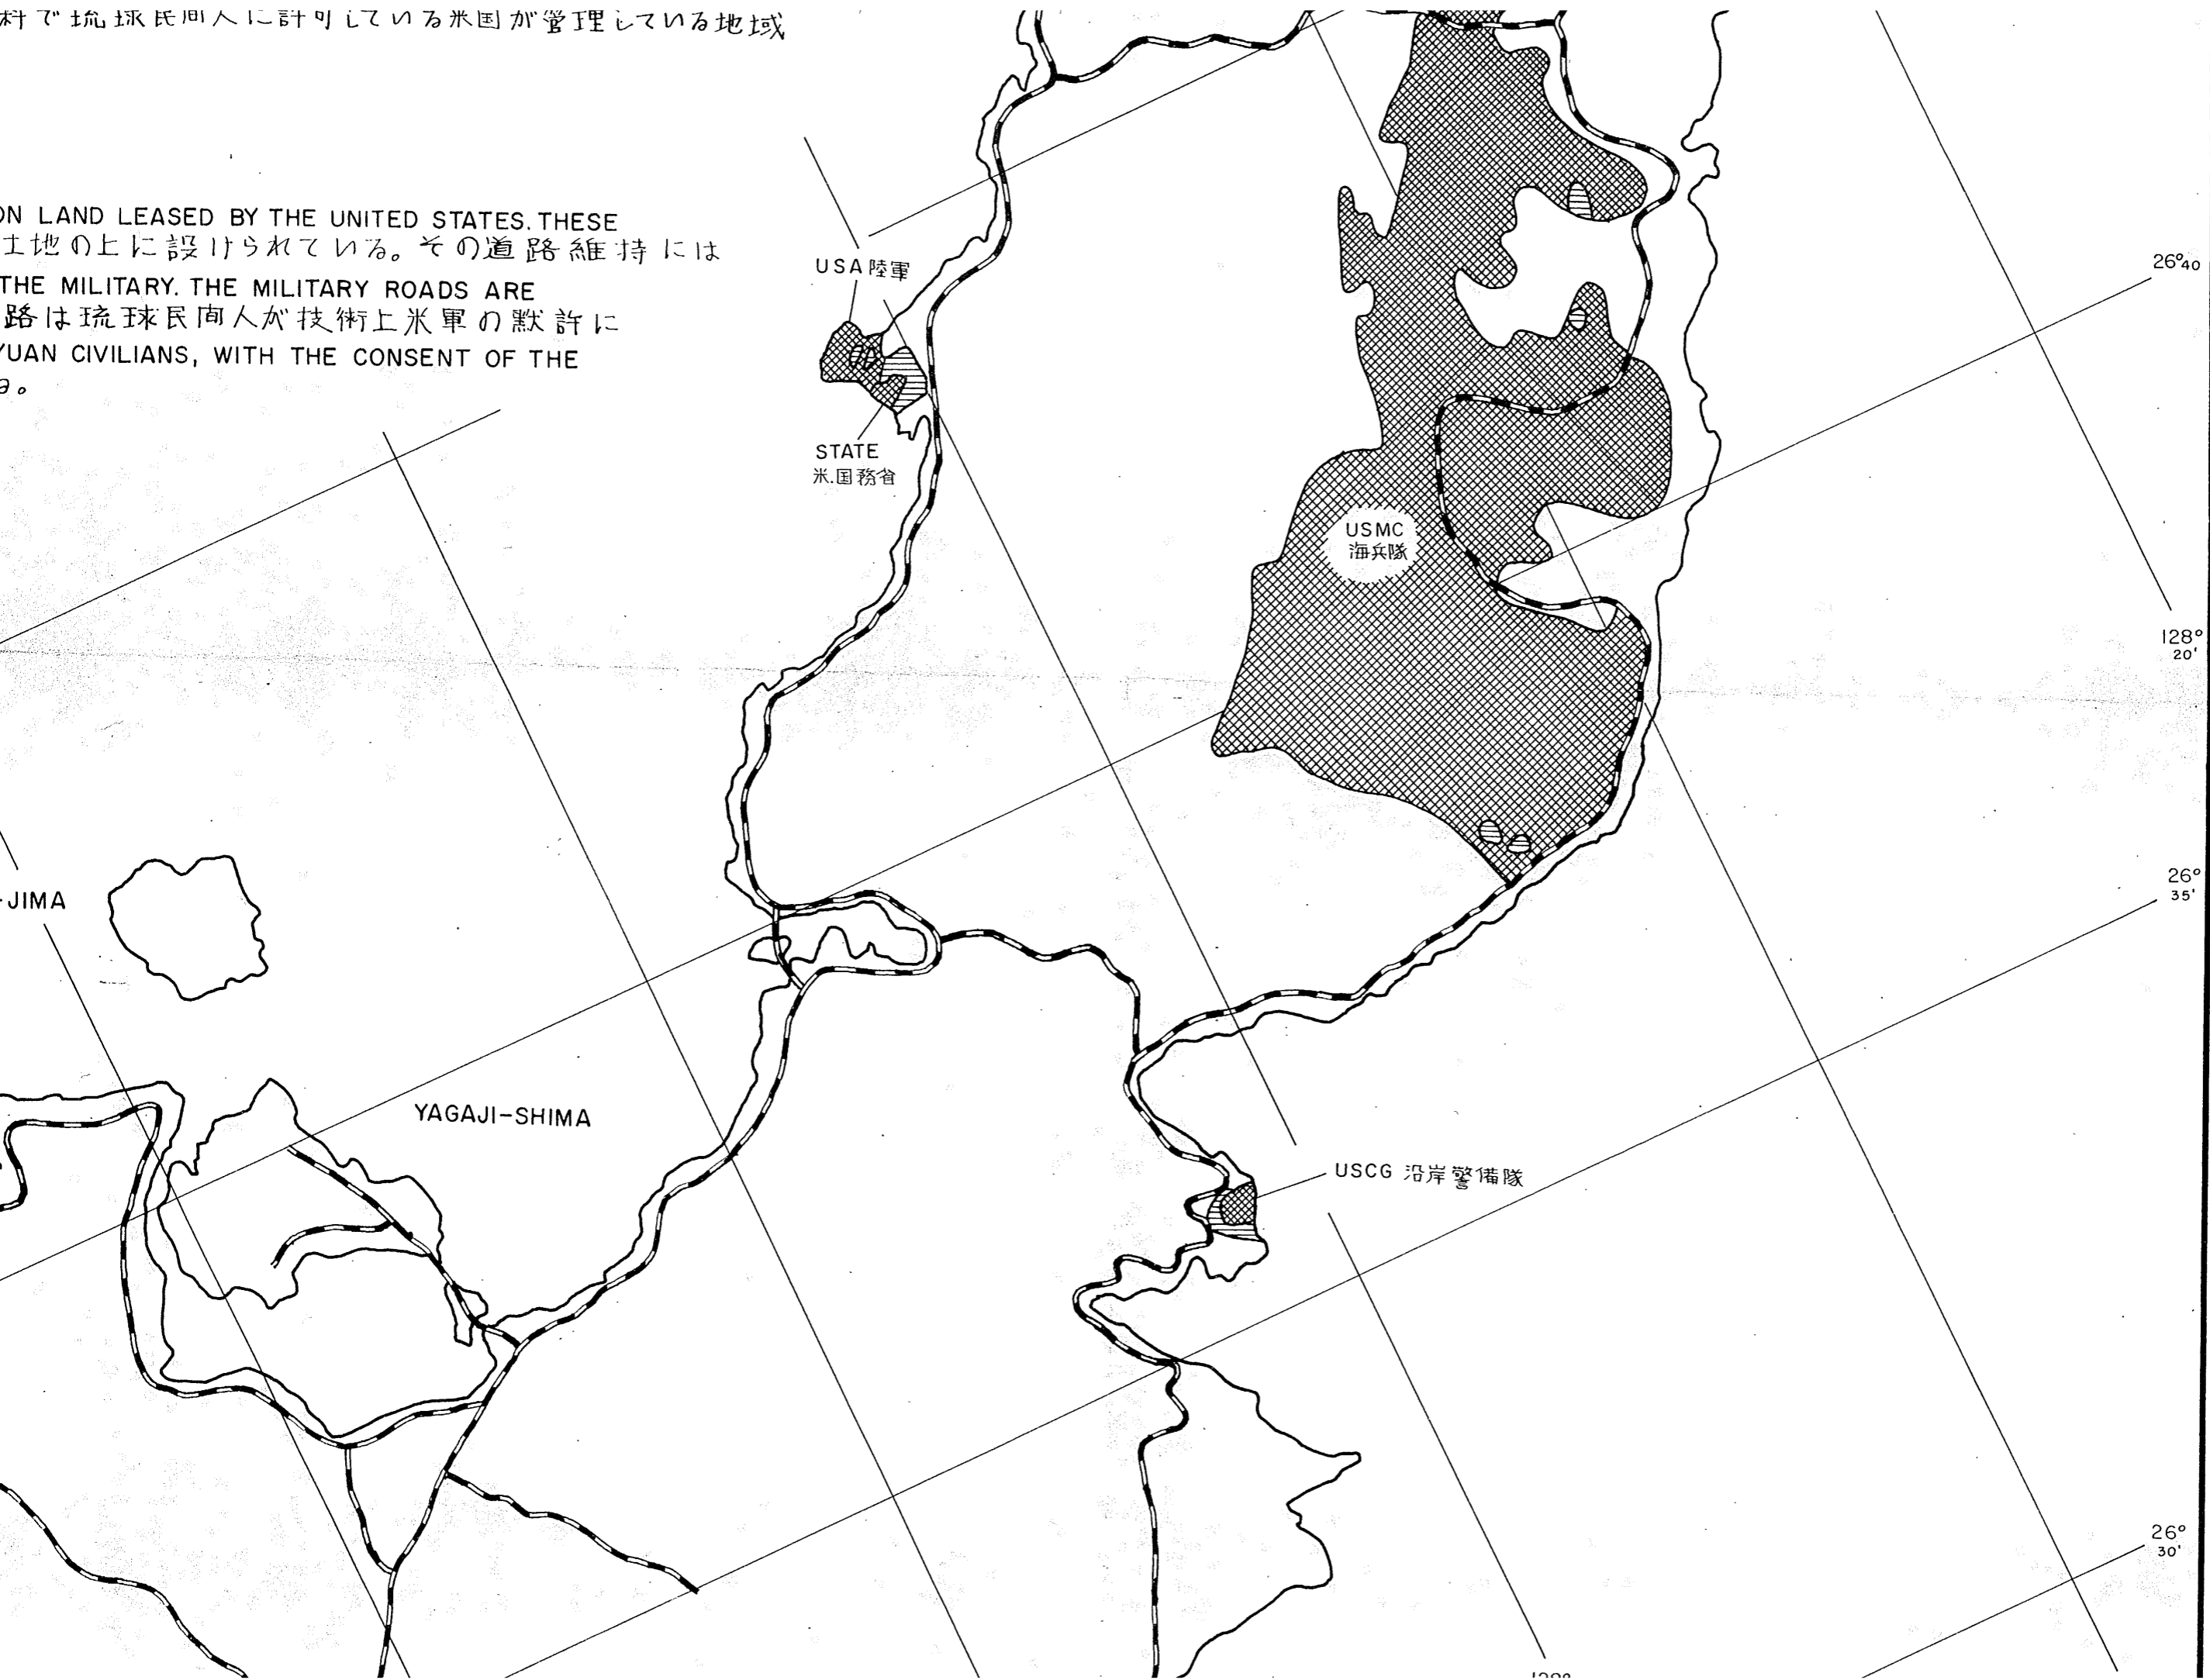 料で琉球民間人に許可している米国が管理している地域
ON LAND LEASED BY THE UNITED STATES. THESE
土地の上に設けられている。その道路維持には
THE MILITARY. THE MILITARY ROADS ARE
路は琉球民間人が技術上米軍の黙許に
YUAN CIVILIANS, WITH THE CONSENT OF THE
る。
USA 陸軍
STATE
米.国務省
USMC
海兵隊
26°40
128°
20'
26°
35'
-JIMA
YAGAJI-SHIMA
USCG 沿岸警備隊
26°
30'